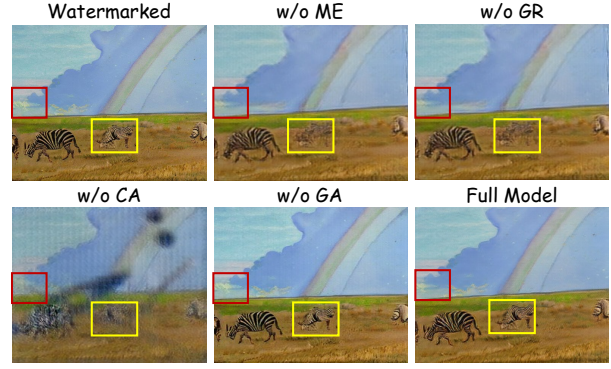 Watermarked
w/o ME
w/o GR
w/o CA
w/o GA
Full Model